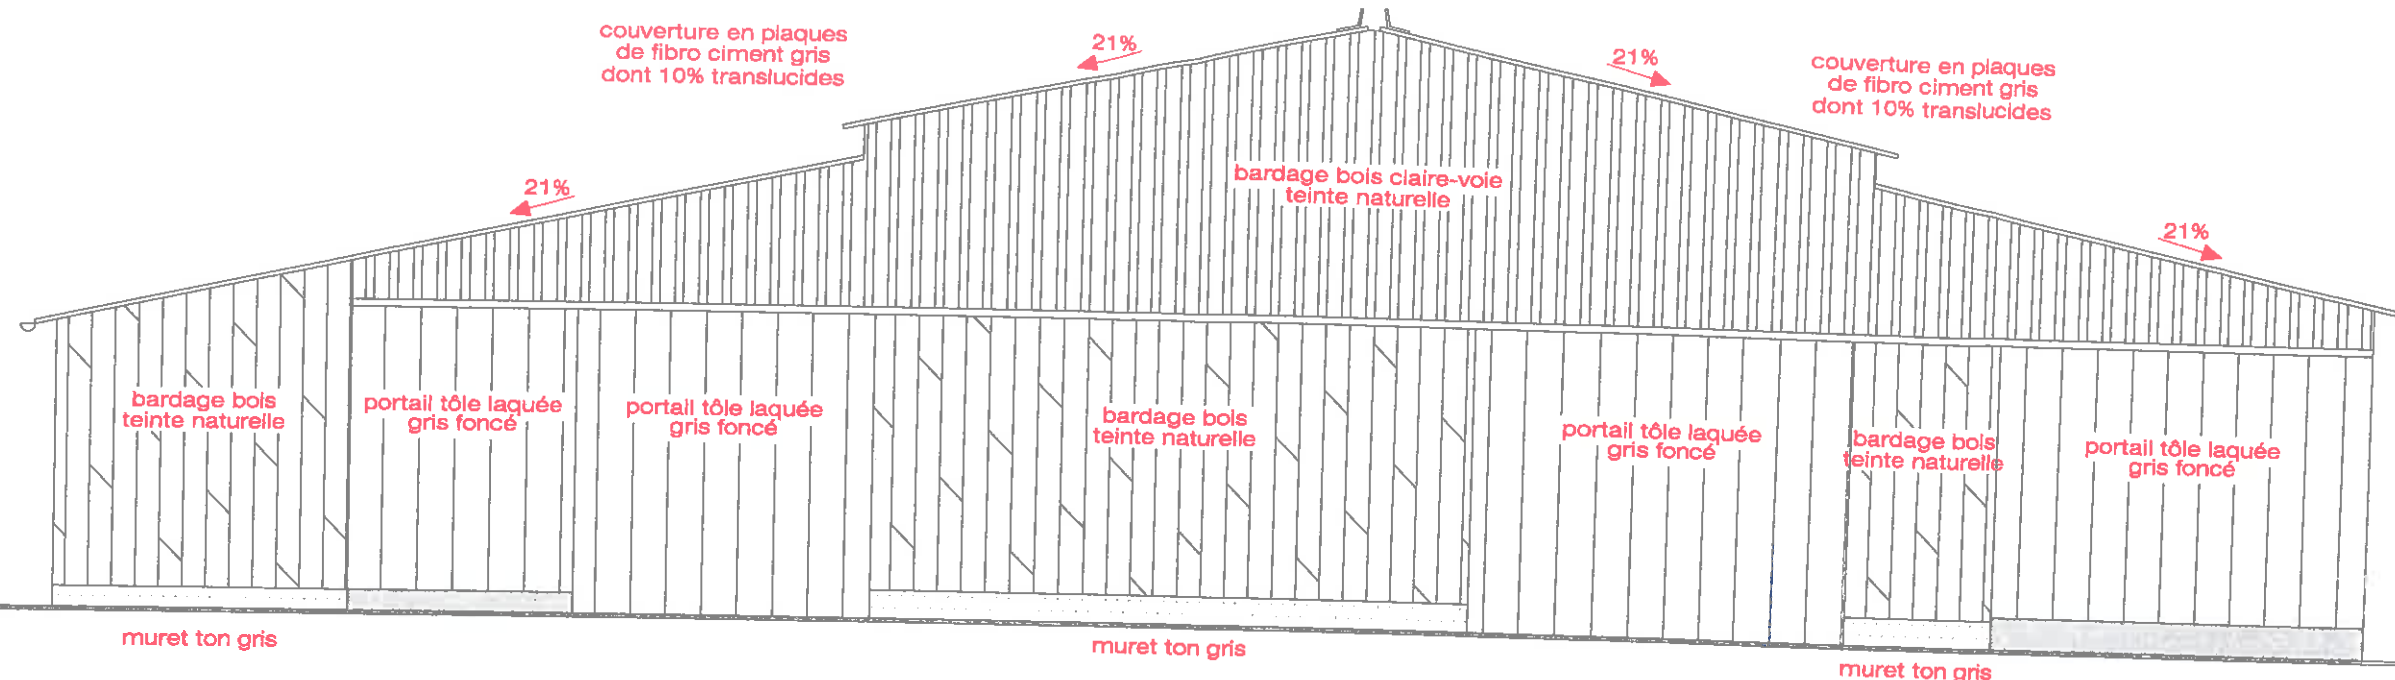 couverture en plaques
de fibro ciment gris
dont 10% translucides
21%
21%
couverture en plaques
de fibro ciment gris
dont 10% translucides
21%
bardage bois claire-voie
teinte naturelle
21%
bardage bois
teinte naturelle
portail tôle laquée
gris foncé
portail tôle laquée
gris foncé
bardage bois
teinte naturelle
portail tôle laquée
gris foncé
bardage bois
teinte naturelle
portail tôle laquée
gris foncé
muret ton gris
muret ton gris
muret ton gris